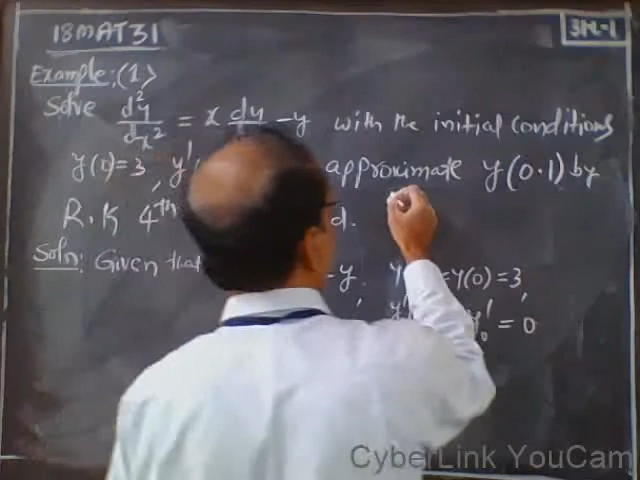 18MAT31
3M-1
Example:(1)
Solve d²y/dx² = x dy/ -y with the initial conditions
y(0)=3, y' approximate y(0.1) by
R.K 4th d.
Soln: Given that -y, =y(0)=3,
y' y'₀ = 0
CyberLink YouCam